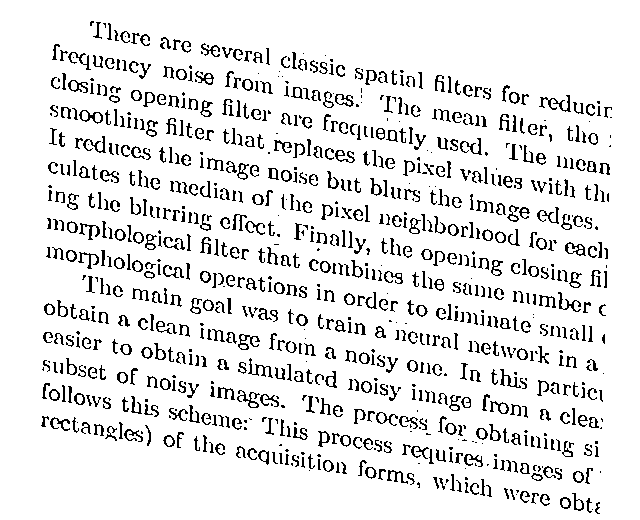 There are several classic spatial filters for reducin
frequency noise from images. The mean filter, the
closing opening filter are frequently used. The mean
smoothing filter that replaces the pixel values with the
It reduces the image noise but blurs the image edges.
culates the median of the pixel neighborhood for each
ing the blurring effect. Finally, the opening closing fil
morphological filter that combines the same number o
morphological operations in order to eliminate small
The main goal was to train a neural network in a
obtain a clean image from a noisy one. In this particu
easier to obtain a simulated noisy image from a clea
subset of noisy images. The process for obtaining si
follows this scheme: This process requires images of
rectangles) of the acquisition forms, which were obta